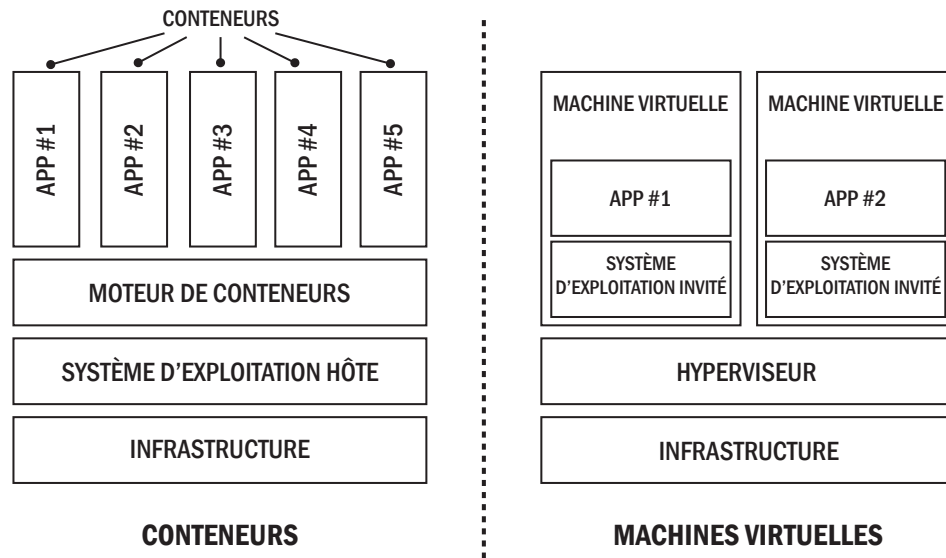 CONTENEURS
APP #1
APP #2
APP #3
APP #4
APP #5
MOTEUR DE CONTENEURS
SYSTÈME D'EXPLOITATION HÔTE
INFRASTRUCTURE
CONTENEURS
MACHINE VIRTUELLE
APP #1
SYSTÈME
D'EXPLOITATION INVITÉ
MACHINE VIRTUELLE
APP #2
SYSTÈME
D'EXPLOITATION INVITÉ
HYPERVISEUR
INFRASTRUCTURE
MACHINES VIRTUELLES